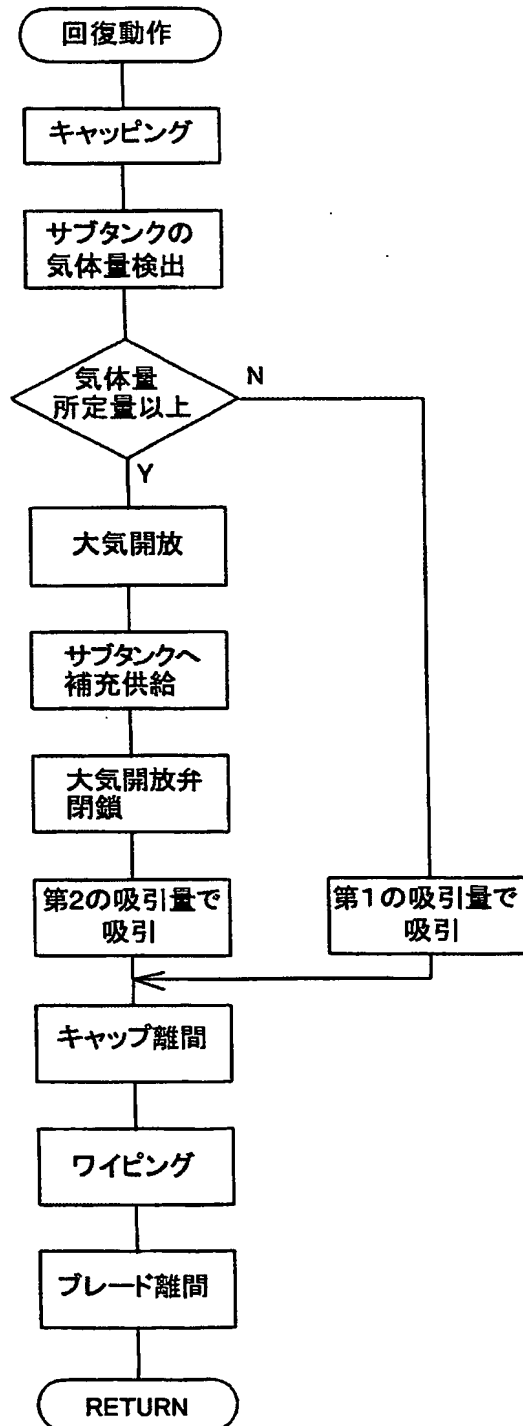 回復動作
キャッピング
サブタンクの
気体量検出
気体量
所定量以上
N
Y
大気開放
サブタンクへ
補充供給
大気開放弁
閉鎖
第2の吸引量で
吸引
第1の吸引量で
吸引
キャップ離間
ワイピング
ブレード離間
RETURN